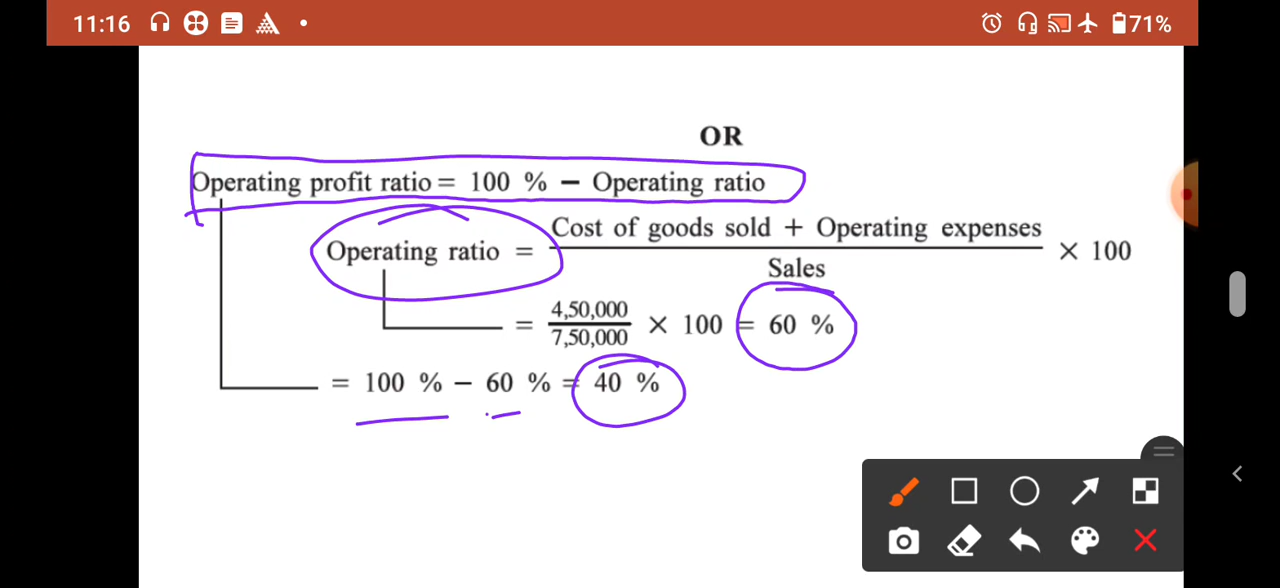 11:16
71%
OR
Operating profit ratio = 100 % − Operating ratio
Operating ratio = Cost of goods sold + Operating expenses / Sales × 100
= 4,50,000 / 7,50,000 × 100 = 60 %
= 100 % − 60 % = 40 %